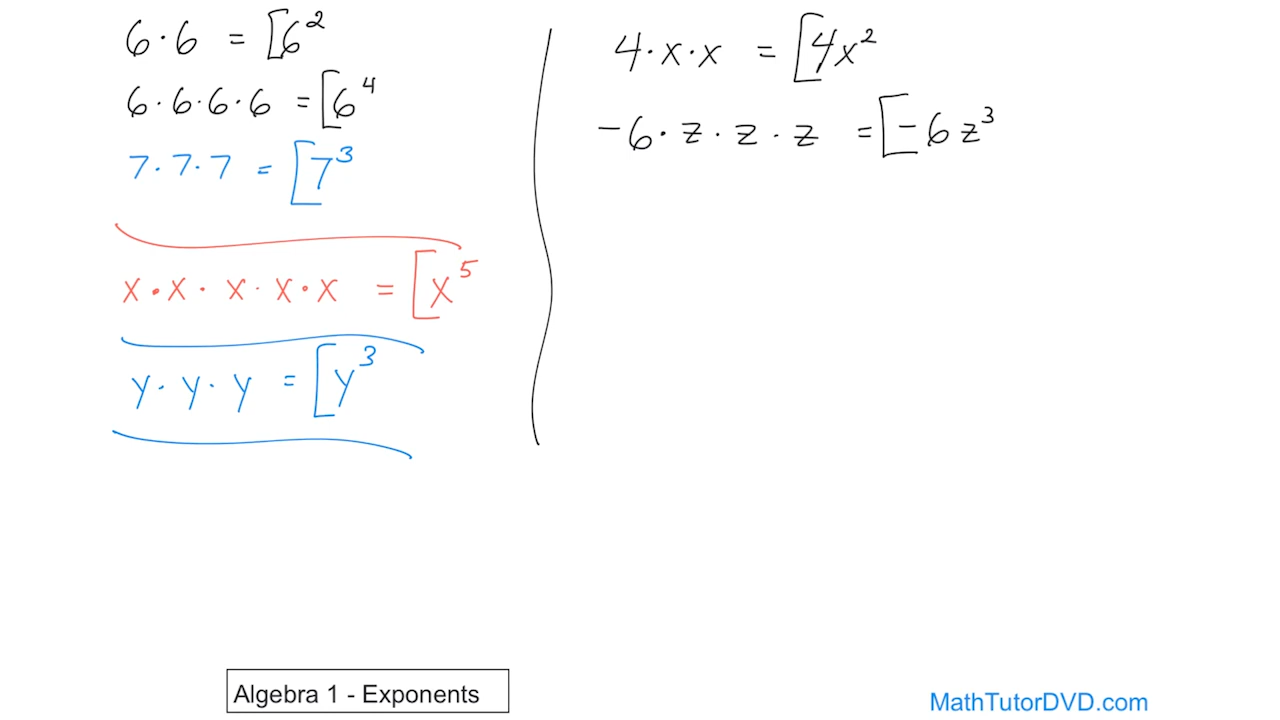 6 · 6 = [6²
6 · 6 · 6 · 6 = [6⁴
7 · 7 · 7 = [7³
x · x · x · x · x = [x⁵
y · y · y = [y³
4 · x · x = [4x²
-6 · z · z · z = [-6z³
Algebra 1 - Exponents
MathTutorDVD.com